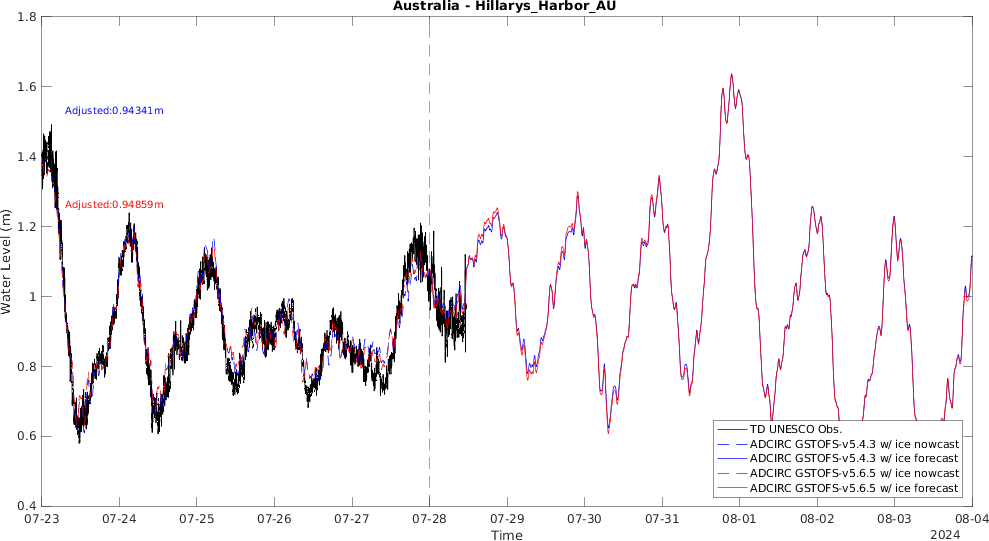 Australia - Hillarys_Harbor_AU
1.8
1.6
1.4
1.2
1
0.8
0.6
0.4
Water Level (m)
Adjusted:0.94341m
Adjusted:0.94859m
TD UNESCO Obs.
ADCIRC GSTOFS-v5.4.3 w/ ice nowcast
ADCIRC GSTOFS-v5.4.3 w/ ice forecast
ADCIRC GSTOFS-v5.6.5 w/ ice nowcast
ADCIRC GSTOFS-v5.6.5 w/ ice forecast
07-23 07-24 07-25 07-26 07-27 07-28 07-29 07-30 07-31 08-01 08-02 08-03 08-04
Time
2024